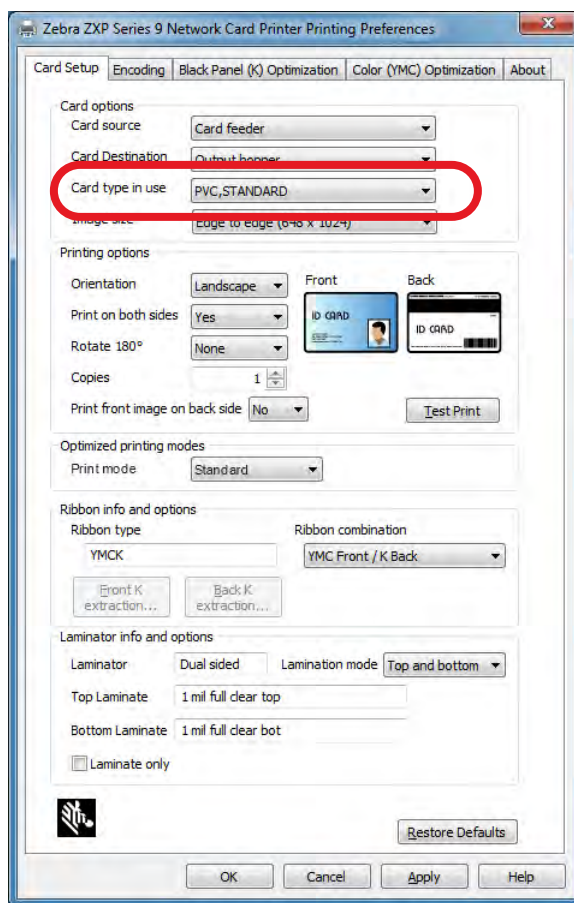 Zebra ZXP Series 9 Network Card Printer Printing Preferences
Card Setup Encoding Black Panel (K) Optimization Color (YMC) Optimization About
Card options
Card source Card feeder
Card Destination Output hopper
Card type in use PVC,STANDARD
Image size Edge to edge (648 x 1024)
Printing options
Orientation Landscape Front Back
Print on both sides Yes ID CARD ID CARD
Rotate 180° None
Copies 1
Print front image on back side No Test Print
Optimized printing modes
Print mode Standard
Ribbon info and options
Ribbon type Ribbon combination
YMCK YMC Front / K Back
Front K extraction... Back K extraction...
Laminator info and options
Laminator Dual sided Lamination mode Top and bottom
Top Laminate 1 mil full clear top
Bottom Laminate 1 mil full clear bot
Laminate only
Restore Defaults
OK Cancel Apply Help